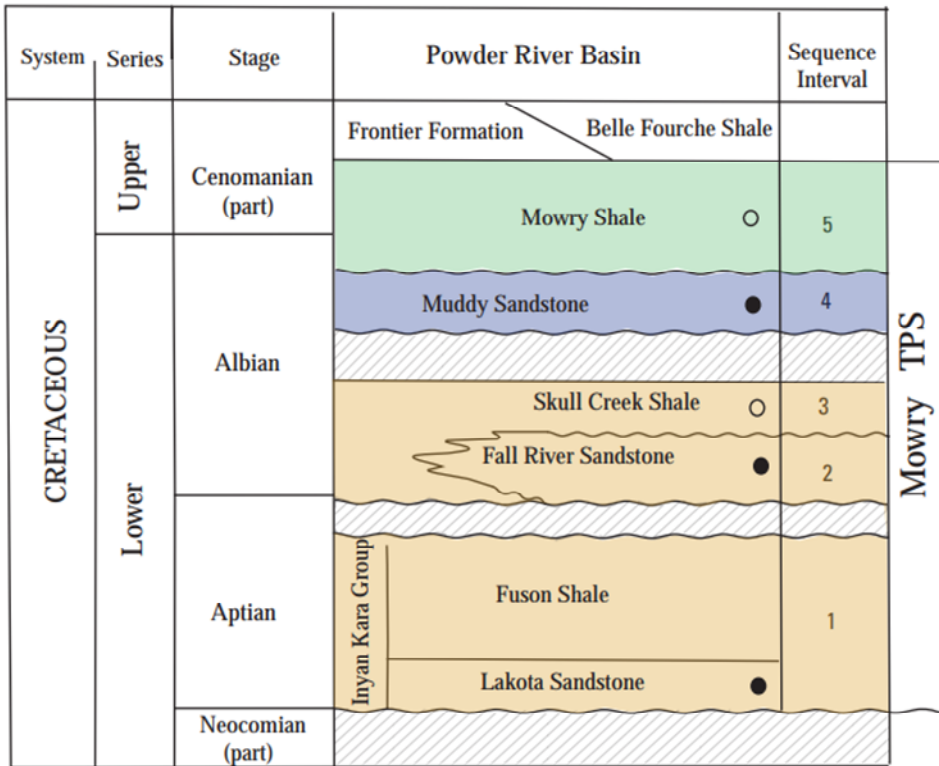 System
Series
Stage
Powder River Basin
Sequence
Interval
CRETACEOUS
Upper
Lower
Cenomanian
(part)
Albian
Aptian
Neocomian
(part)
Frontier Formation
Belle Fourche Shale
Mowry Shale
5
Muddy Sandstone
4
Skull Creek Shale
3
Fall River Sandstone
2
Inyan Kara Group
Fuson Shale
1
Lakota Sandstone
Mowry TPS